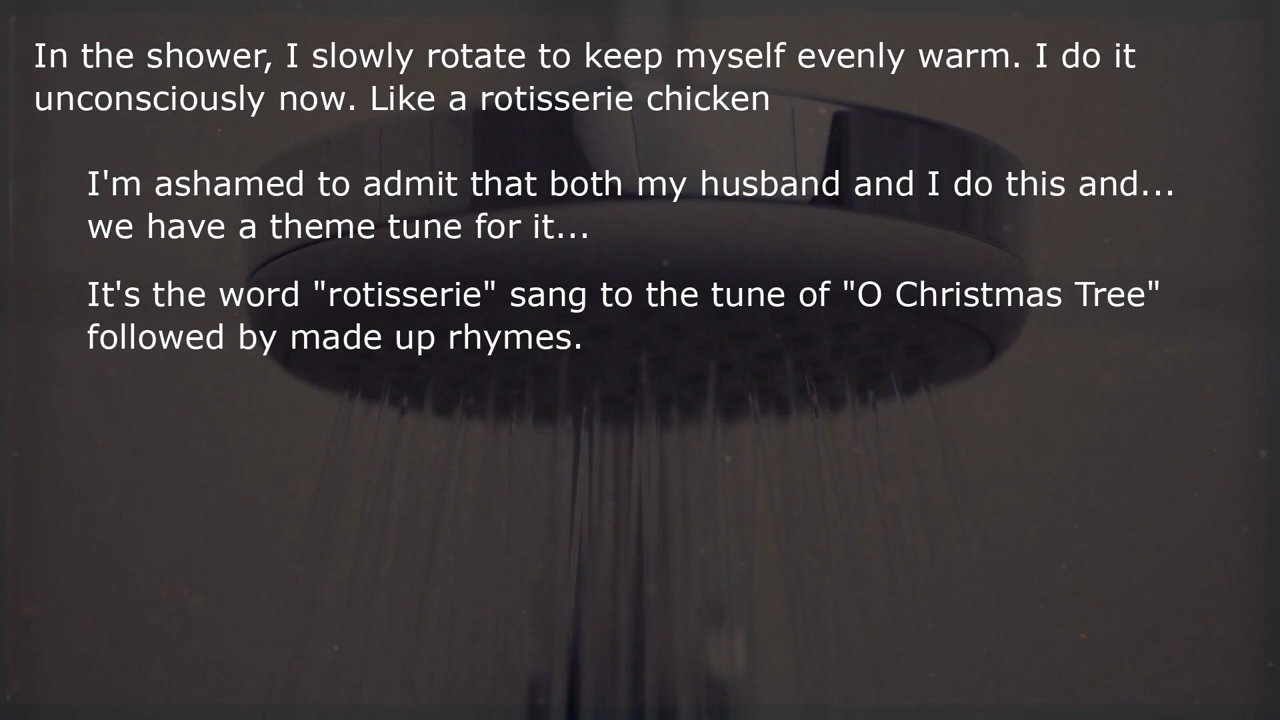 In the shower, I slowly rotate to keep myself evenly warm. I do it
unconsciously now. Like a rotisserie chicken
I'm ashamed to admit that both my husband and I do this and...
we have a theme tune for it...
It's the word "rotisserie" sang to the tune of "O Christmas Tree"
followed by made up rhymes.